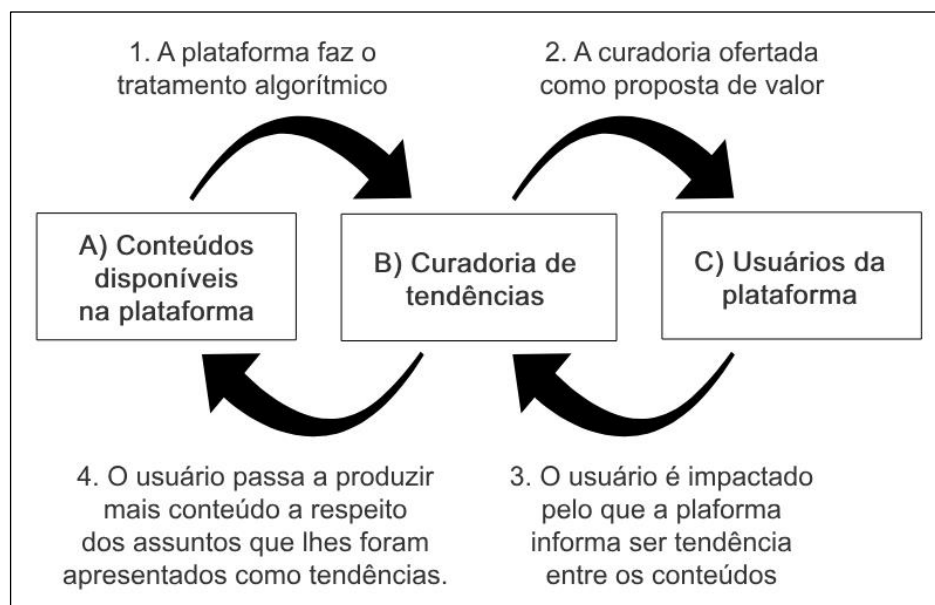 1. A plataforma faz o
tratamento algorítmico
2. A curadoria ofertada
como proposta de valor
A) Conteúdos
disponíveis
na plataforma
B) Curadoria de
tendências
C) Usuários da
plataforma
4. O usuário passa a produzir
mais conteúdo a respeito
dos assuntos que lhes foram
apresentados como tendências.
3. O usuário é impactado
pelo que a plaforma
informa ser tendência
entre os conteúdos